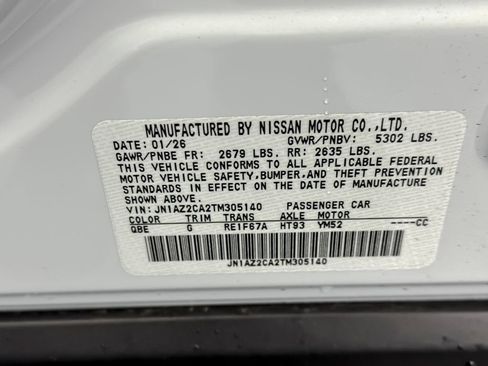 MANUFACTURED BY NISSAN MOTOR CO.,LTD.
DATE: 01/26 GVWR/PNBV: 5302 LBS.
GAWR/PNBE FR: 2679 LBS. RR: 2635 LBS.
THIS VEHICLE CONFORMS TO ALL APPLICABLE FEDERAL
MOTOR VEHICLE SAFETY,BUMPER,AND THEFT PREVENTION
STANDARDS IN EFFECT ON THE DATE OF MANUFACTURE
SHOWN ABOVE.
VIN:JN1AZ2CA2TM305140 PASSENGER CAR
COLOR TRIM TRANS AXLE MOTOR
QBE G RE1F67A HT93 YM52 ----CC
JN1AZ2CA2TM305140